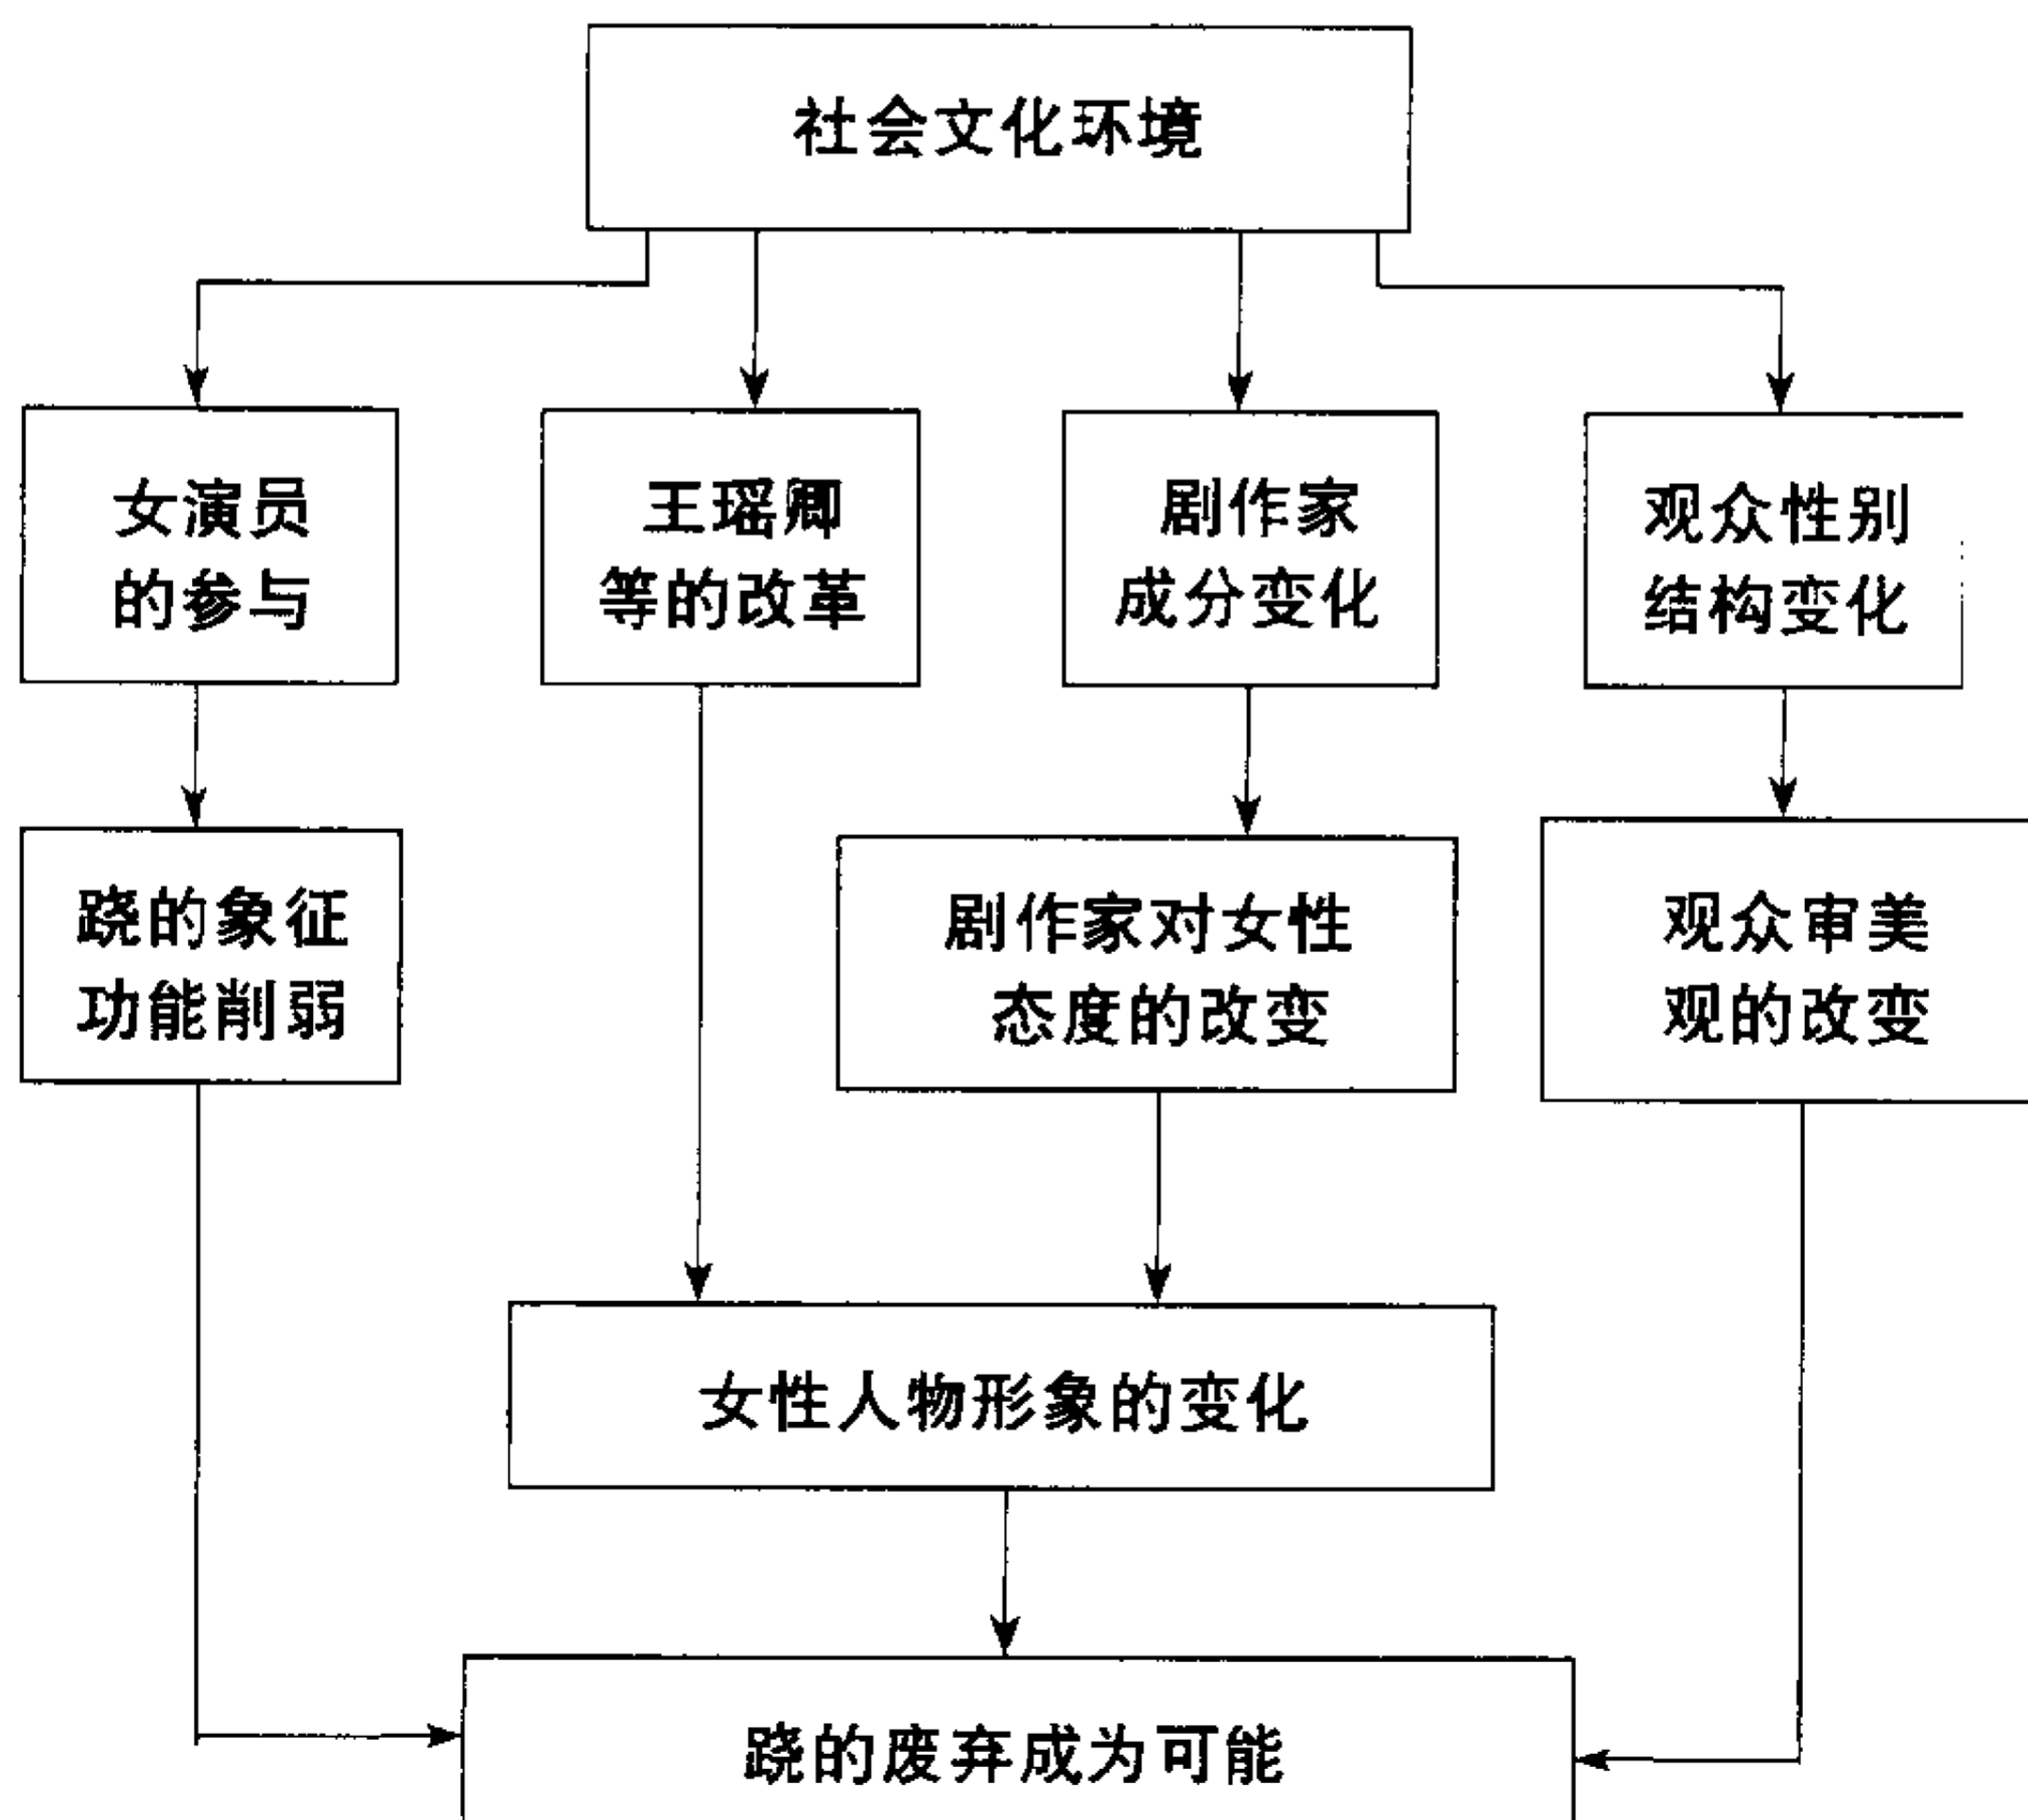 社会文化环境
女演员
的参与
王瑶卿
等的改革
剧作家
成分变化
观众性别
结构变化
跷的象征
功能削弱
剧作家对女性
态度的改变
观众审美
观的改变
女性人物形象的变化
跷的废弃成为可能